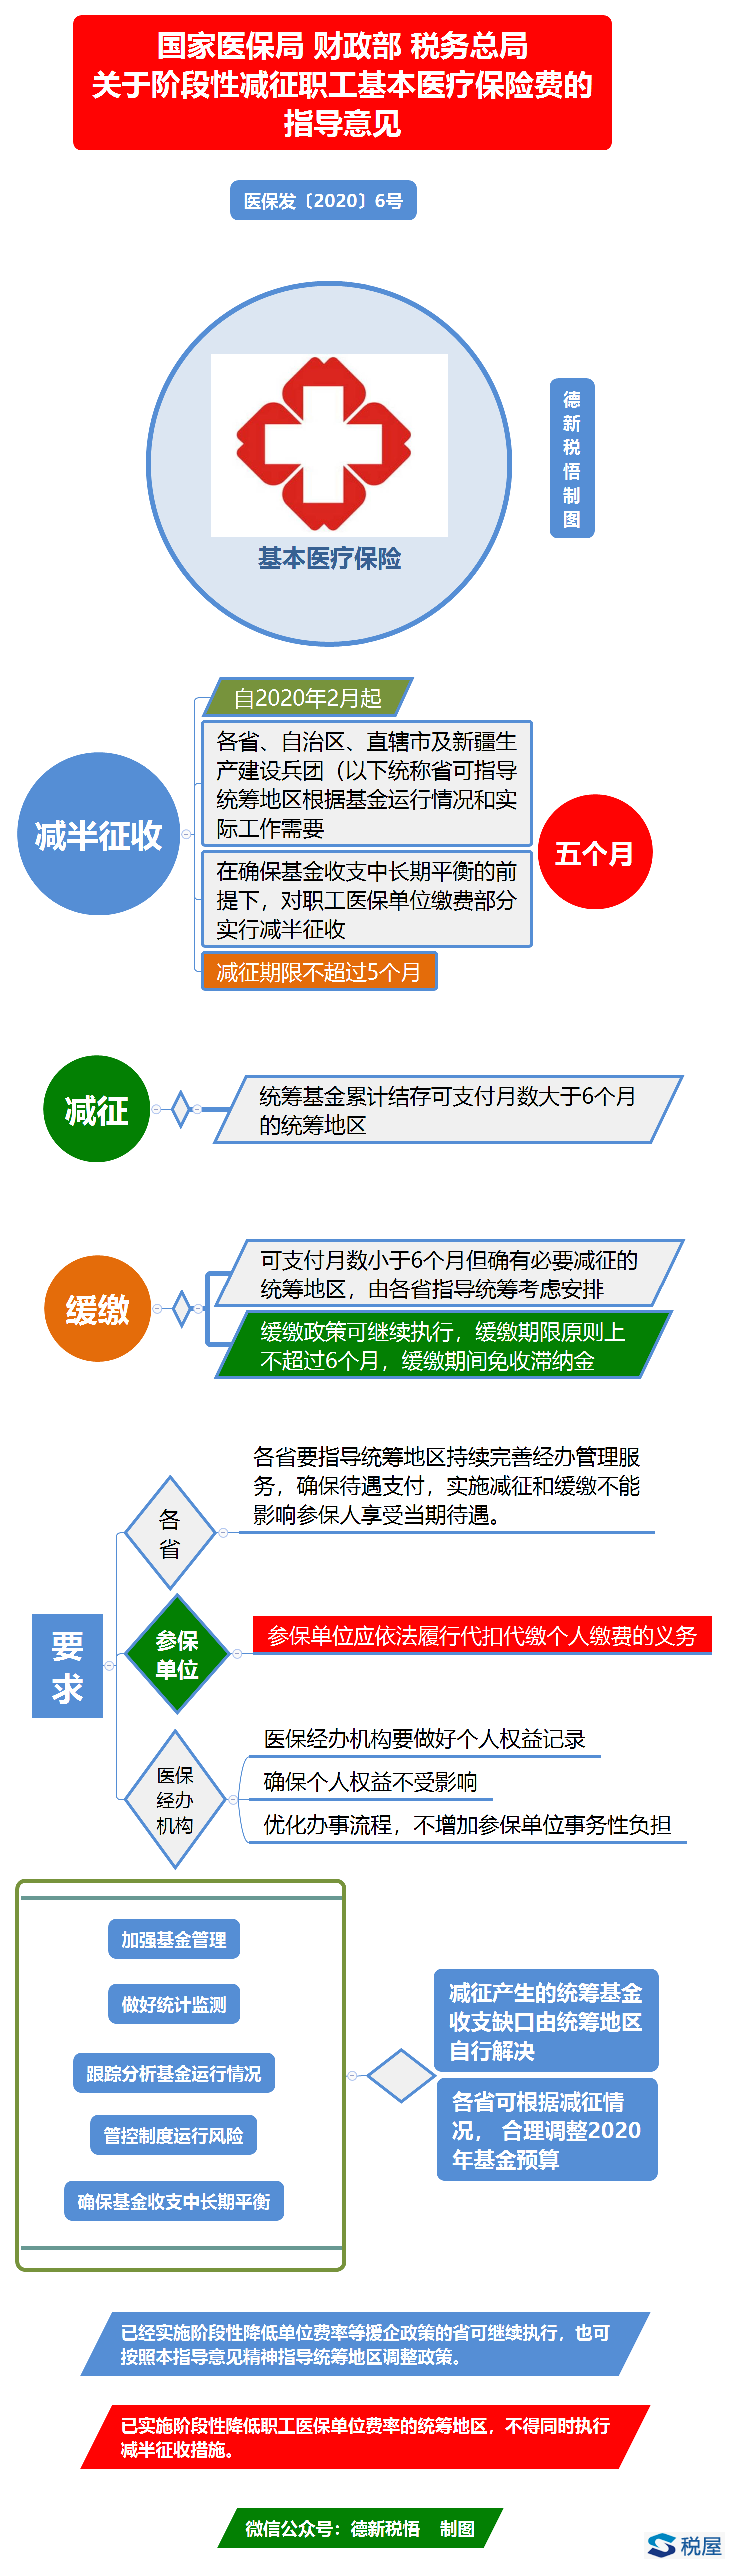 国家医保局 财政部 税务总局
关于阶段性减征职工基本医疗保险费的
指导意见
医保发〔2020〕6号
德
新
税
悟
制
图
基本医疗保险
减半征收
自2020年2月起
各省、自治区、直辖市及新疆生
产建设兵团（以下统称省可指导
统筹地区根据基金运行情况和实
际工作需要
在确保基金收支中长期平衡的前
提下，对职工医保单位缴费部分
实行减半征收
减征期限不超过5个月
五个月
减征
统筹基金累计结存可支付月数大于6个月
的统筹地区
缓缴
可支付月数小于6个月但确有必要减征的
统筹地区，由各省指导统筹考虑安排
缓缴政策可继续执行，缓缴期限原则上
不超过6个月，缓缴期间免收滞纳金
要
求
各
省
各省要指导统筹地区持续完善经办管理服
务，确保待遇支付，实施减征和缓缴不能
影响参保人享受当期待遇。
参保
单位
参保单位应依法履行代扣代缴个人缴费的义务
医保
经办
机构
医保经办机构要做好个人权益记录
确保个人权益不受影响
优化办事流程，不增加参保单位事务性负担
加强基金管理
做好统计监测
跟踪分析基金运行情况
管控制度运行风险
确保基金收支中长期平衡
减征产生的统筹基金
收支缺口由统筹地区
自行解决
各省可根据减征情
况， 合理调整2020
年基金预算
已经实施阶段性降低单位费率等援企政策的省可继续执行，也可
按照本指导意见精神指导统筹地区调整政策。
已实施阶段性降低职工医保单位费率的统筹地区，不得同时执行
减半征收措施。
微信公众号：德新税悟 制图
税屋